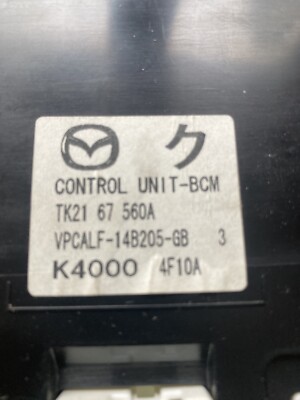 ク
CONTROL UNIT-BCM
TK21 67 560A
VPCALF-14B205-GB 3
K4000 4F10A